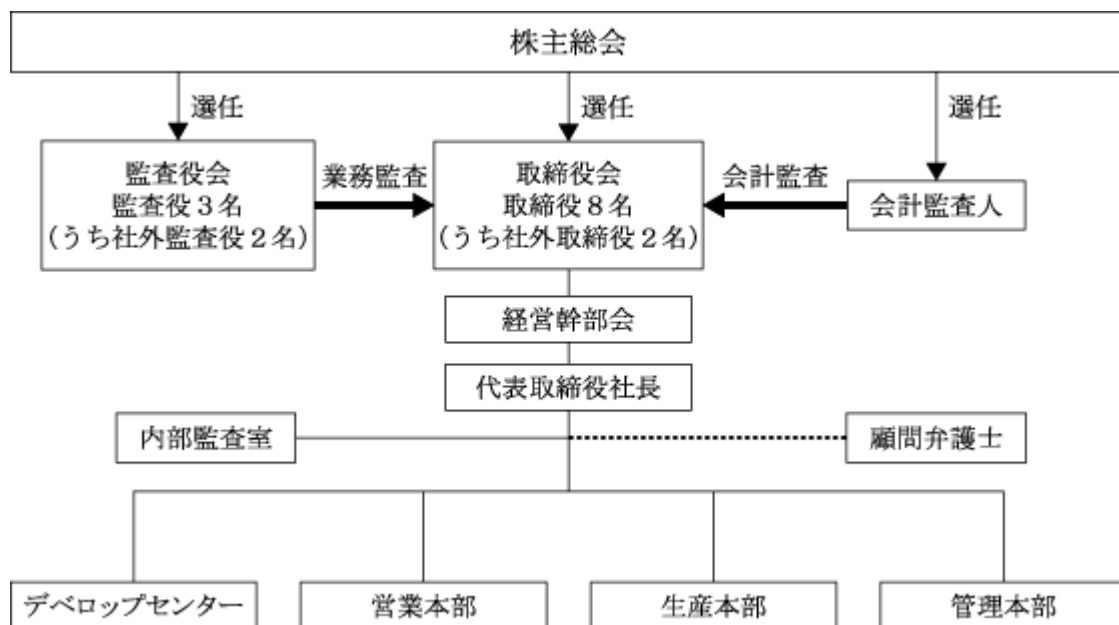 株主総会
選任
選任
選任
監査役会
監査役3名
(うち社外監査役2名)
業務監査
取締役会
取締役8名
(うち社外取締役2名)
会計監査
会計監査人
経営幹部会
代表取締役社長
内部監査室
顧問弁護士
デベロップセンター
営業本部
生産本部
管理本部